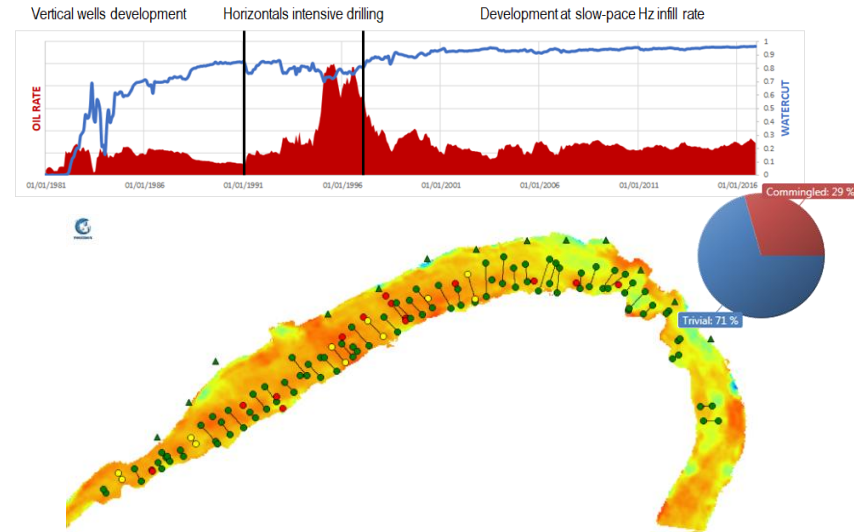 Vertical wells development
Horizontals intensive drilling
Development at slow-pace Hz infill rate
OIL RATE
1
0.9
0.8
0.7
0.6
0.5
0.4
0.3
0.2
0.1
0
WATERCUT
01/01/1981
01/01/1986
01/01/1991
01/01/1996
01/01/2001
01/01/2006
01/01/2011
01/01/2016
Commingled: 29 %
Trivial: 71 %